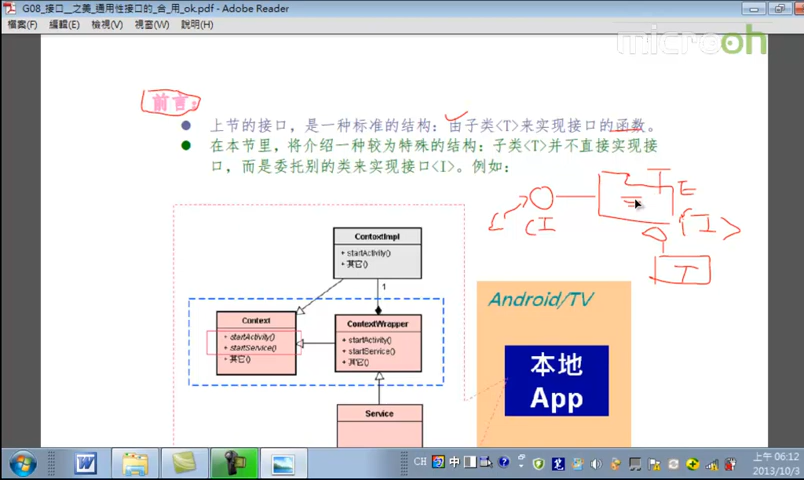 G08_接口__之美_通用性接口的_合_用_ok.pdf - Adobe Reader
檔案(F) 編輯(E) 檢視(V) 視窗(W) 說明(H)
microoh
前言:
上节的接口，是一种标准的结构：由子类<T>来实现接口的函数。
在本节里，将介绍一种较为特殊的结构：子类<T>并不直接实现接
口，而是委托别的类来实现接口<I>。例如：
E
CI
<I>
T
ContextImpl
+ startActivity()
+ 其它()
1
Context
+ startActivity()
+ startService()
+ 其它()
ContextWrapper
+ startActivity()
+ startService()
+ 其它()
Service
Android/TV
本地
App
CH 中
上午 06:12
2013/10/3